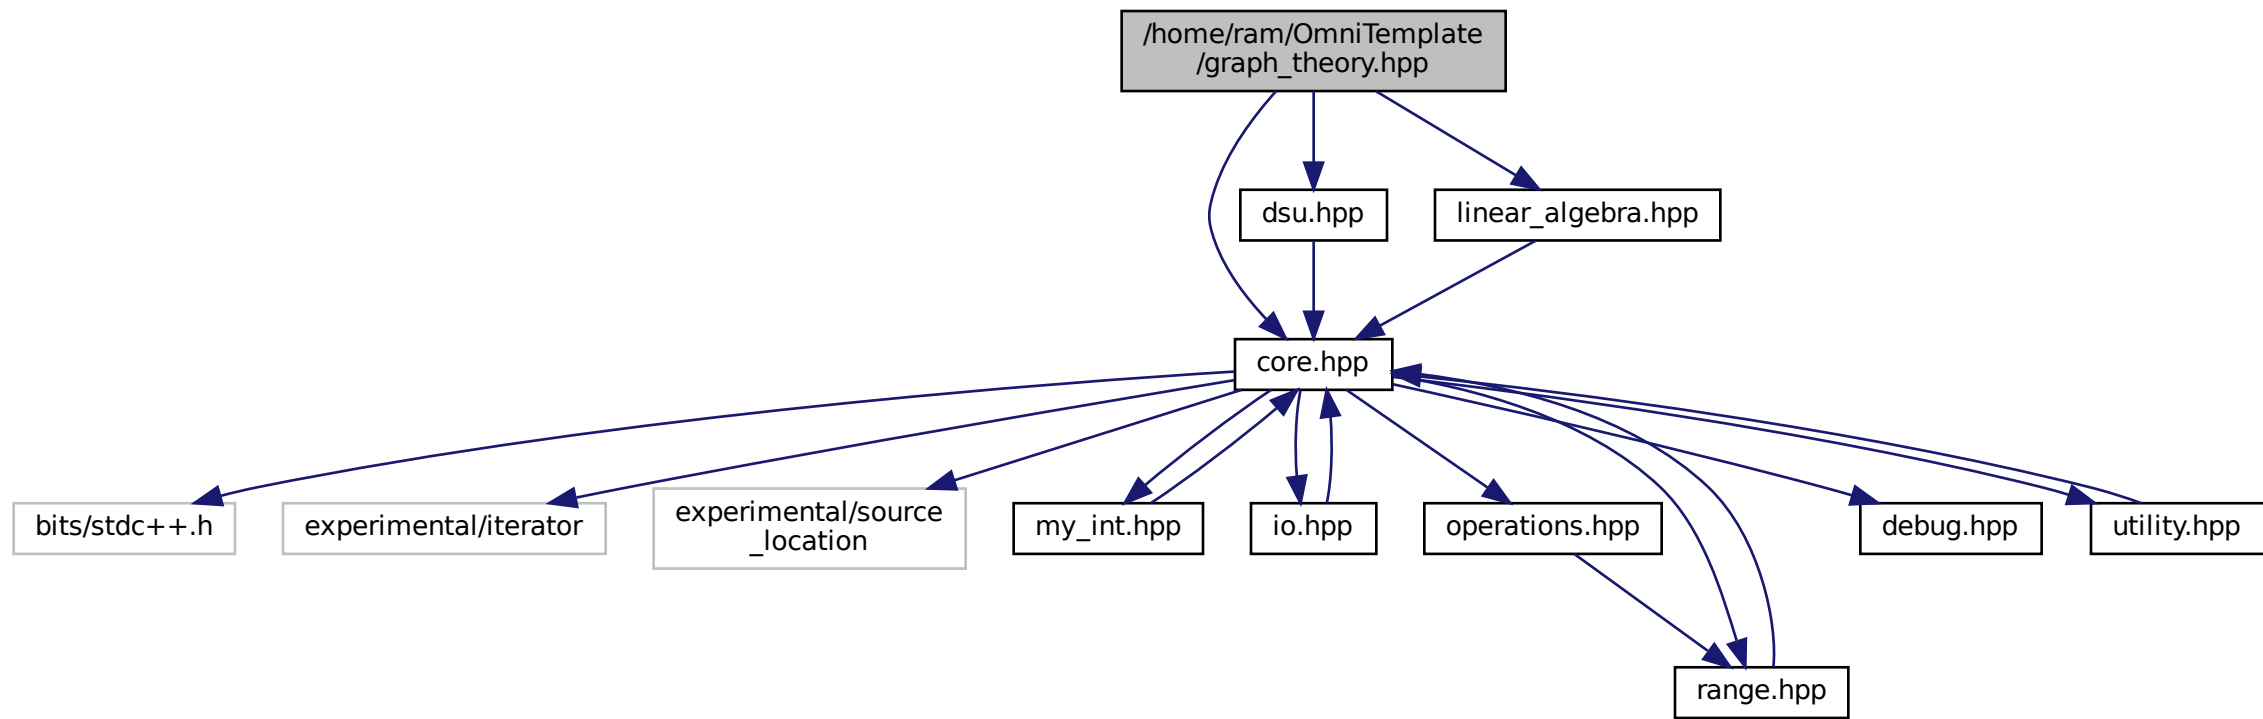 /home/ram/OmniTemplate
/graph_theory.hpp
dsu.hpp
linear_algebra.hpp
core.hpp
bits/stdc++.h
experimental/iterator
experimental/source
_location
my_int.hpp
io.hpp
operations.hpp
debug.hpp
utility.hpp
range.hpp